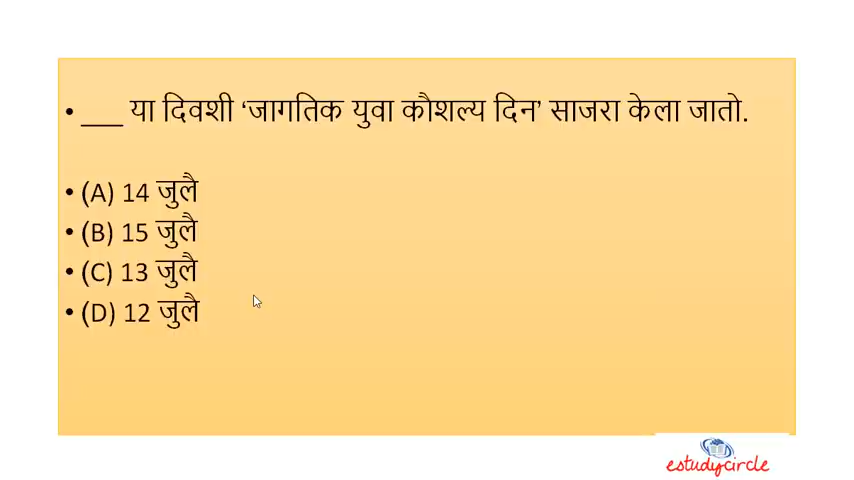 • ___ या दिवशी ‘जागतिक युवा कौशल्य दिन’ साजरा केला जातो.
• (A) 14 जुलै
• (B) 15 जुलै
• (C) 13 जुलै
• (D) 12 जुलै
estudycircle